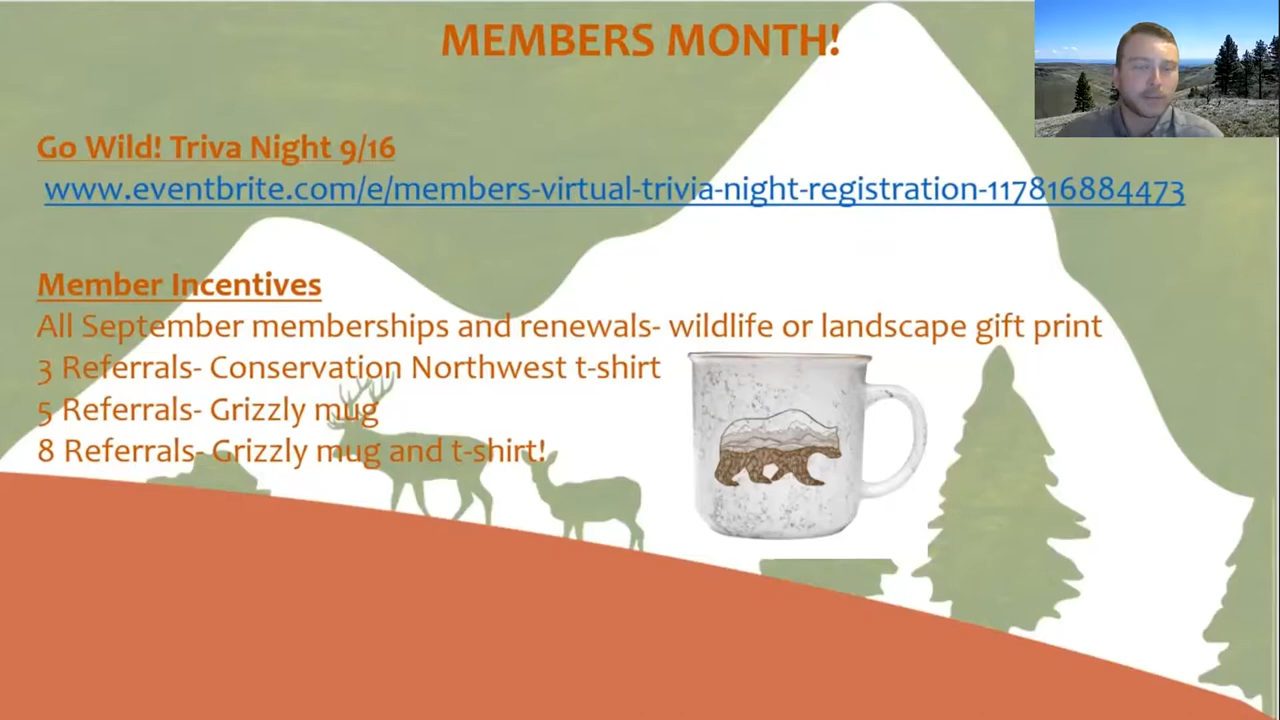 MEMBERS MONTH!
Go Wild! Triva Night 9/16
www.eventbrite.com/e/members-virtual-trivia-night-registration-117816884473
Member Incentives
All September memberships and renewals- wildlife or landscape gift print
3 Referrals- Conservation Northwest t-shirt
5 Referrals- Grizzly mug
8 Referrals- Grizzly mug and t-shirt!